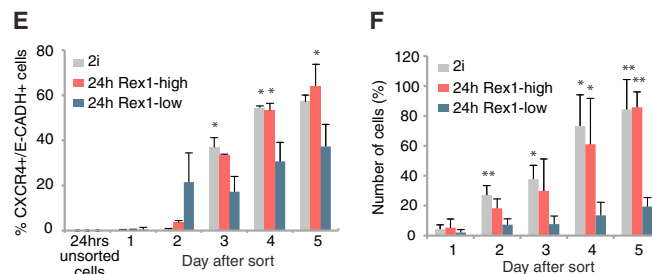 E
% CXCR4+/E-CADH+ cells
80
60
40
20
0
2i
24h Rex1-high
24h Rex1-low
*
* *
*
24hrs
unsorted
cells
1 2 3 4 5
Day after sort
F
Number of cells (%)
120
100
80
60
40
20
0
2i
24h Rex1-high
24h Rex1-low
**
*
* *
**
**
1 2 3 4 5
Day after sort